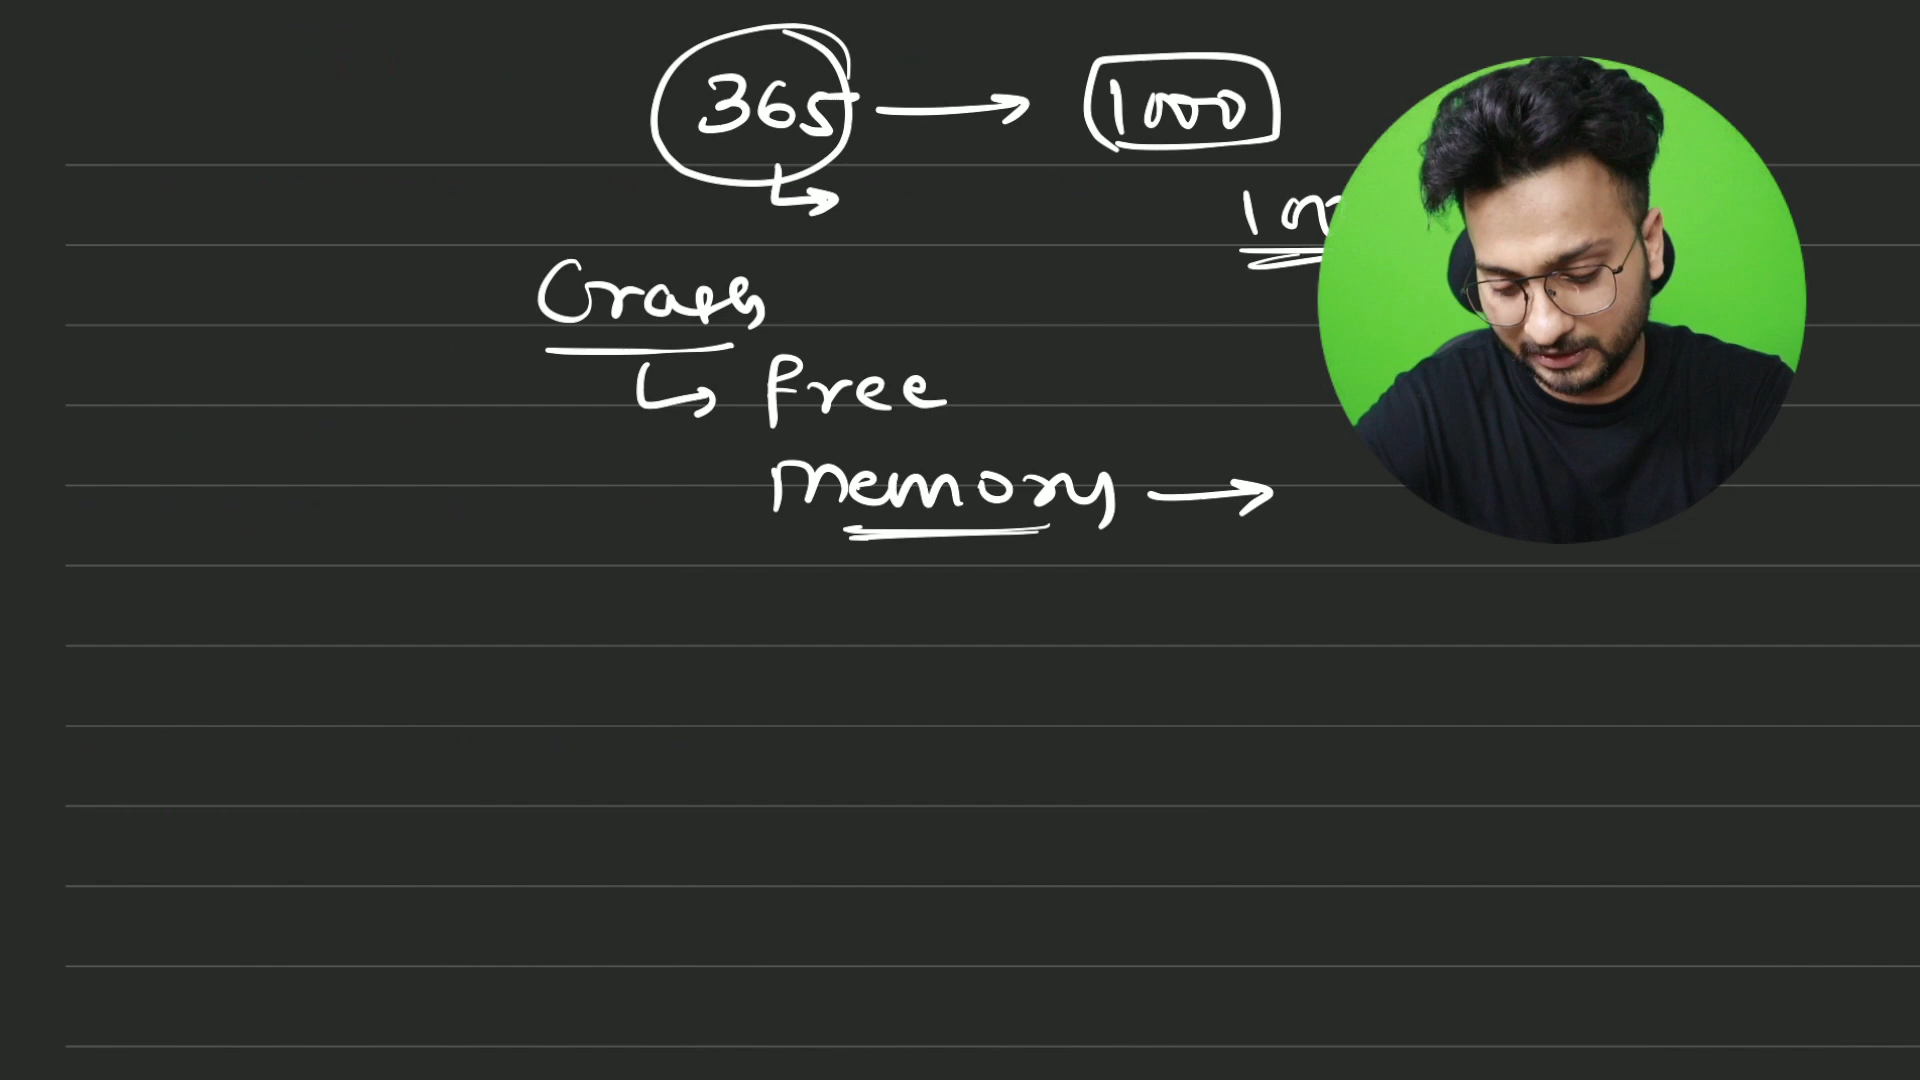 365 → 1000
Crash
↳ free
memory →